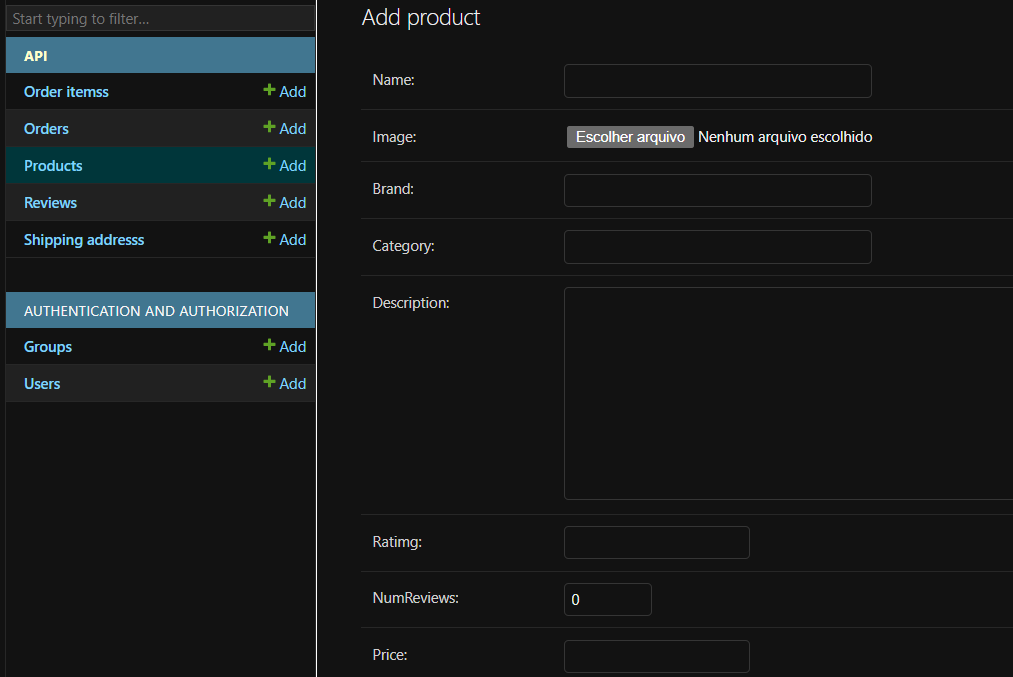 Start typing to filter...
API
Order itemss + Add
Orders + Add
Products + Add
Reviews + Add
Shipping addresss + Add
AUTHENTICATION AND AUTHORIZATION
Groups + Add
Users + Add
Add product
Name:
Image: Escolher arquivo Nenhum arquivo escolhido
Brand:
Category:
Description:
Ratimg:
NumReviews: 0
Price: